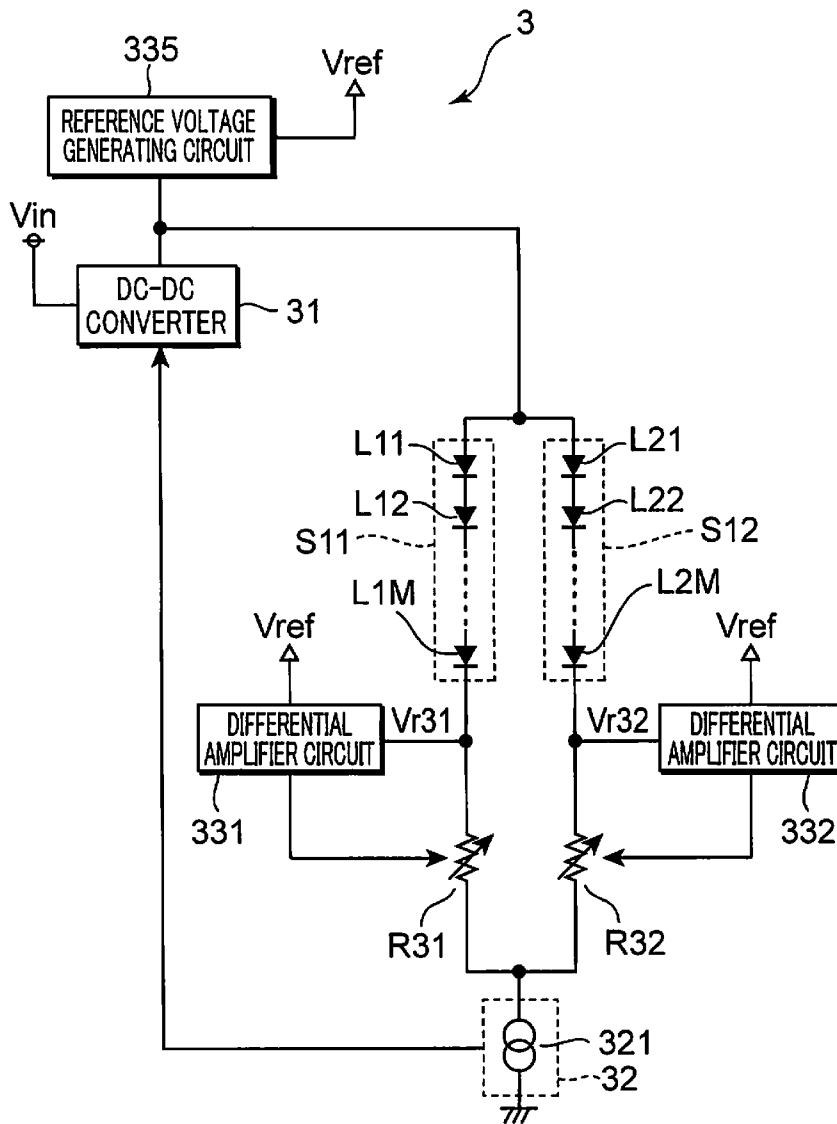 3
335
Vref
REFERENCE VOLTAGE
GENERATING CIRCUIT
Vin
DC-DC
CONVERTER
31
L11
L21
L12
L22
S11
S12
L1M
L2M
Vref
Vref
DIFFERENTIAL
AMPLIFIER CIRCUIT
Vr31
Vr32
DIFFERENTIAL
AMPLIFIER CIRCUIT
331
332
R31
R32
321
32